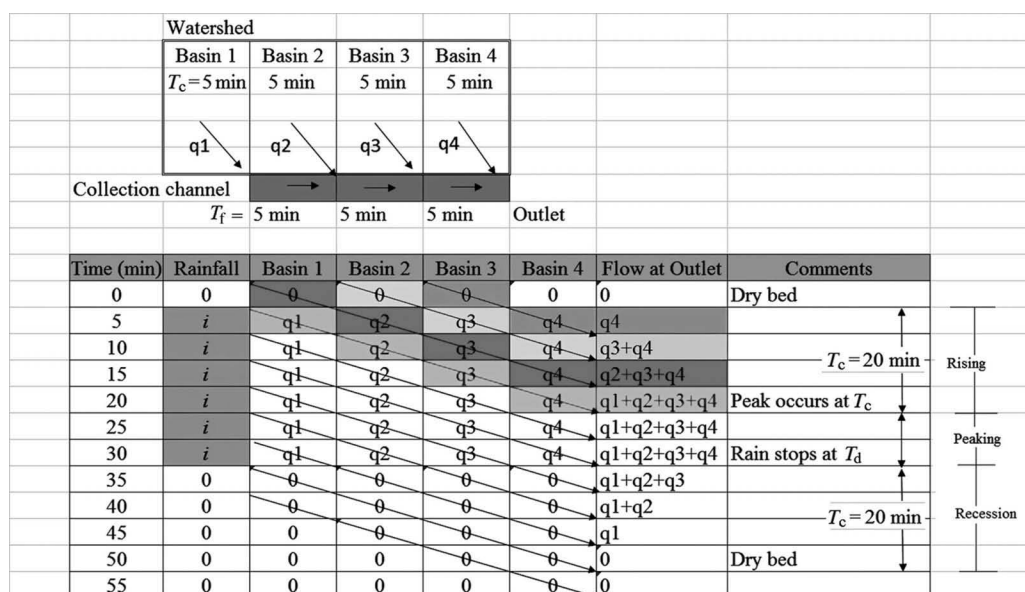 Watershed
Basin 1 Basin 2 Basin 3 Basin 4
Tc = 5 min 5 min 5 min 5 min
q1 q2 q3 q4
Collection channel
Tf = 5 min 5 min 5 min Outlet
Time (min) Rainfall Basin 1 Basin 2 Basin 3 Basin 4 Flow at Outlet Comments
0 0 0 0 0 0 0 Dry bed
5 i q1 q2 q3 q4 q4
10 i q1 q2 q3 q4 q3+q4
Tc = 20 min Rising
15 i q1 q2 q3 q4 q2+q3+q4
20 i q1 q2 q3 q4 q1+q2+q3+q4 Peak occurs at Tc
25 i q1 q2 q3 q4 q1+q2+q3+q4
Peaking
30 i q1 q2 q3 q4 q1+q2+q3+q4 Rain stops at Td
35 0 0 0 0 0 q1+q2+q3
40 0 0 0 0 0 q1+q2
Tc = 20 min Recession
45 0 0 0 0 0 q1
50 0 0 0 0 0 0 Dry bed
55 0 0 0 0 0 0